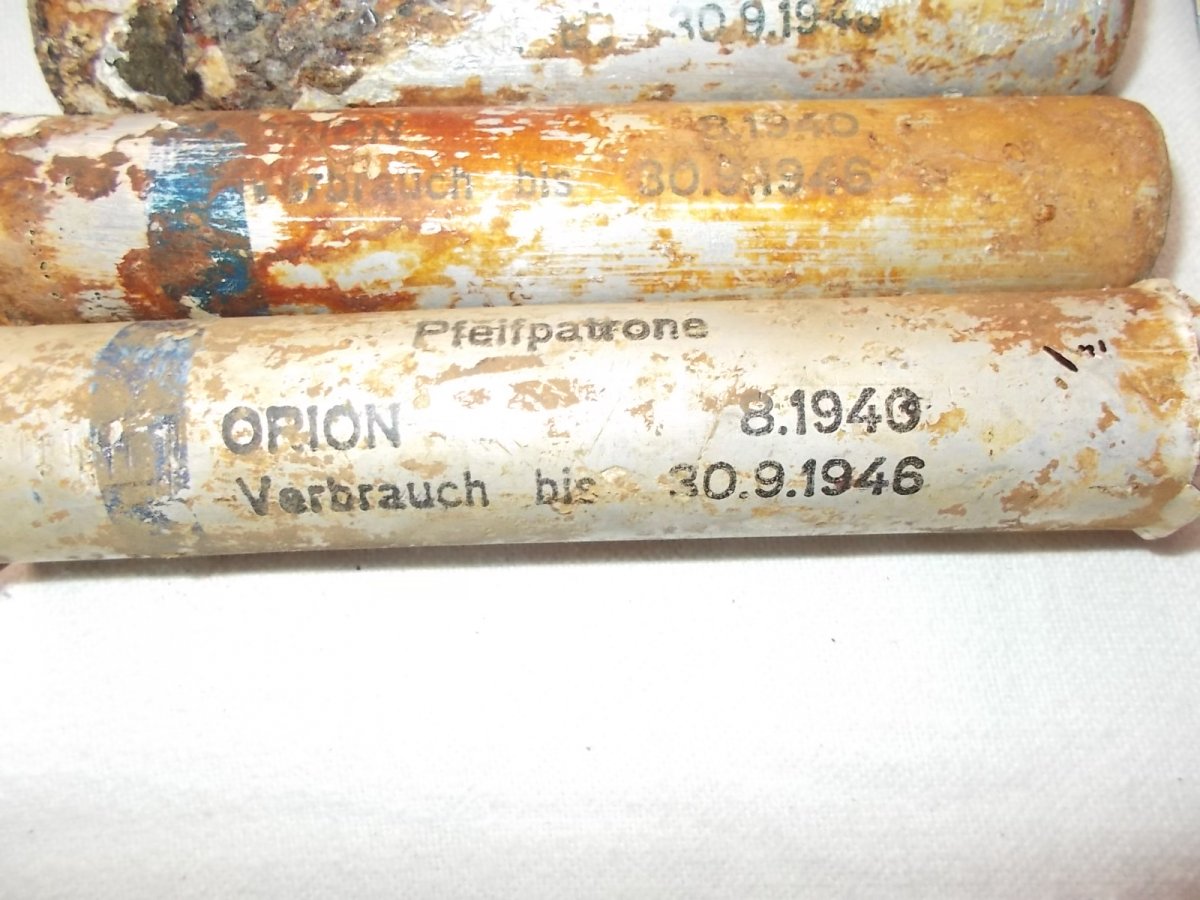 30.9.1946
ORION 8.1940
Verbrauch bis 30.9.1946
Pfeifpatrone
ORION 8.1940
Verbrauch bis 30.9.1946